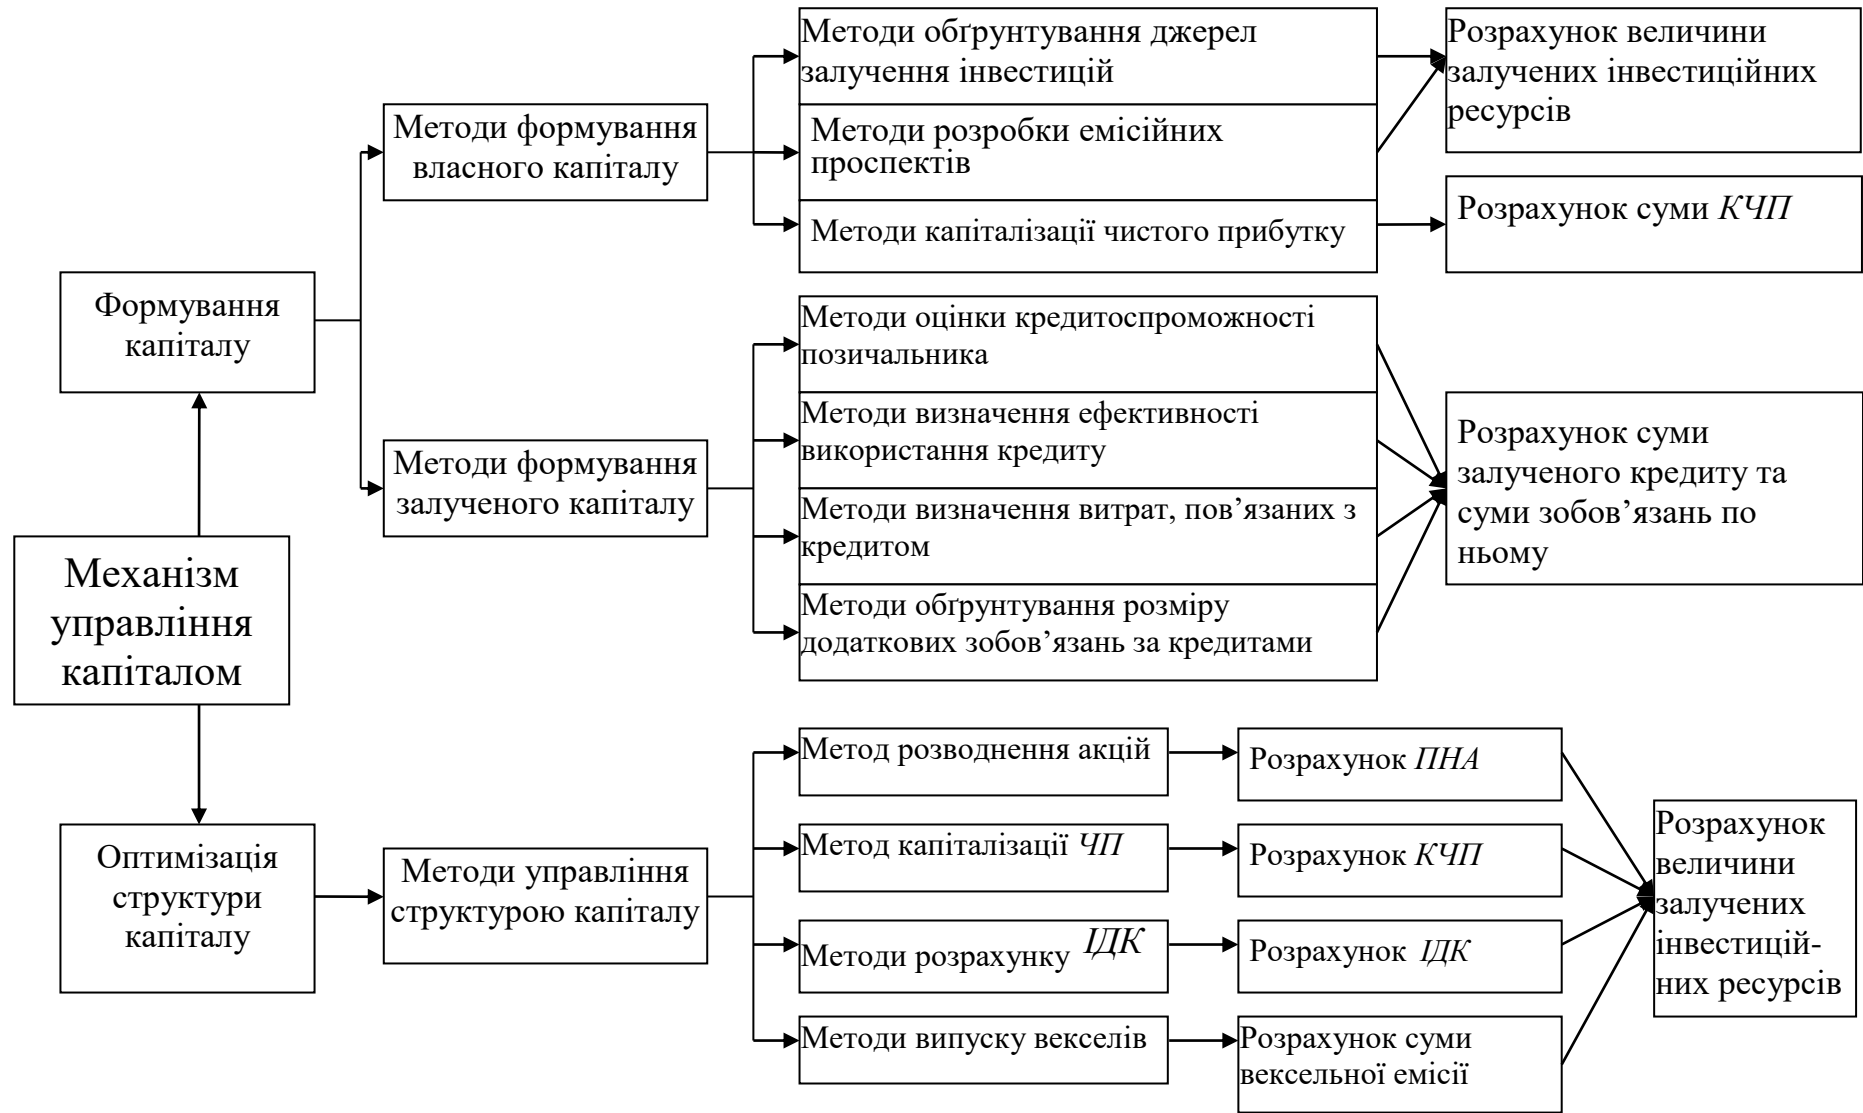 Методи обґрунтування джерел
залучення інвестицій
Розрахунок величини
залучених інвестиційних
ресурсів
Методи формування
власного капіталу
Методи розробки емісійних
проспектів
Методи капіталізації чистого прибутку
Розрахунок суми КЧП
Формування
капіталу
Методи оцінки кредитоспроможності
позичальника
Методи визначення ефективності
використання кредиту
Методи формування
залученого капіталу
Методи визначення витрат, пов’язаних з
кредитом
Методи обґрунтування розміру
додаткових зобов’язань за кредитами
Розрахунок суми
залученого кредиту та
суми зобов’язань по
ньому
Механізм
управління
капіталом
Оптимізація
структури
капіталу
Методи управління
структурою капіталу
Метод розводнення акцій
Розрахунок ПНА
Метод капіталізації ЧП
Розрахунок КЧП
Методи розрахунку ІДК
Розрахунок ІДК
Методи випуску векселів
Розрахунок суми
вексельної емісії
Розрахунок
величини
залучених
інвестицій-
них ресурсів